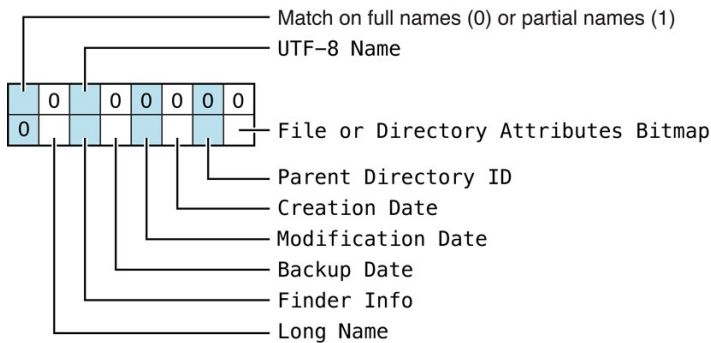 Match on full names (0) or partial names (1)
UTF-8 Name
0 0 0 0 0 0
0
File or Directory Attributes Bitmap
Parent Directory ID
Creation Date
Modification Date
Backup Date
Finder Info
Long Name